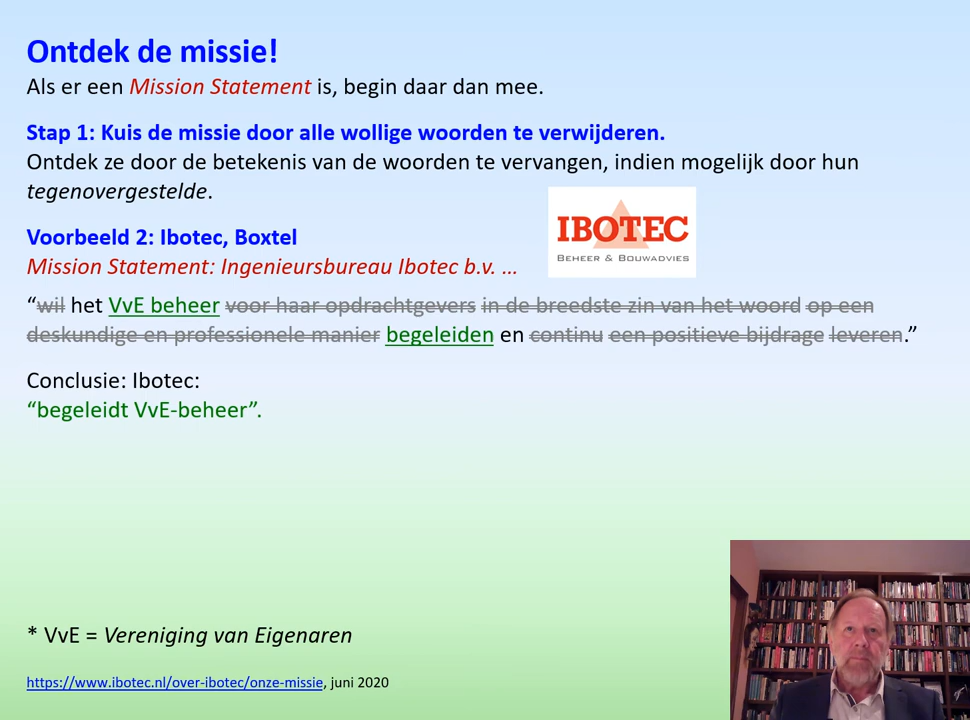 Ontdek de missie!
Als er een Mission Statement is, begin daar dan mee.
Stap 1: Kuis de missie door alle wollige woorden te verwijderen.
Ontdek ze door de betekenis van de woorden te vervangen, indien mogelijk door hun
tegenovergestelde.
Voorbeeld 2: Ibotec, Boxtel
Mission Statement: Ingenieursbureau Ibotec b.v. …
IBOTEC
Beheer & Bouwadvies
“wil het VvE beheer voor haar opdrachtgevers in de breedste zin van het woord op een
deskundige en professionele manier begeleiden en continu een positieve bijdrage leveren.”
Conclusie: Ibotec:
“begeleidt VvE-beheer”.
* VvE = Vereniging van Eigenaren
https://www.ibotec.nl/over-ibotec/onze-missie, juni 2020